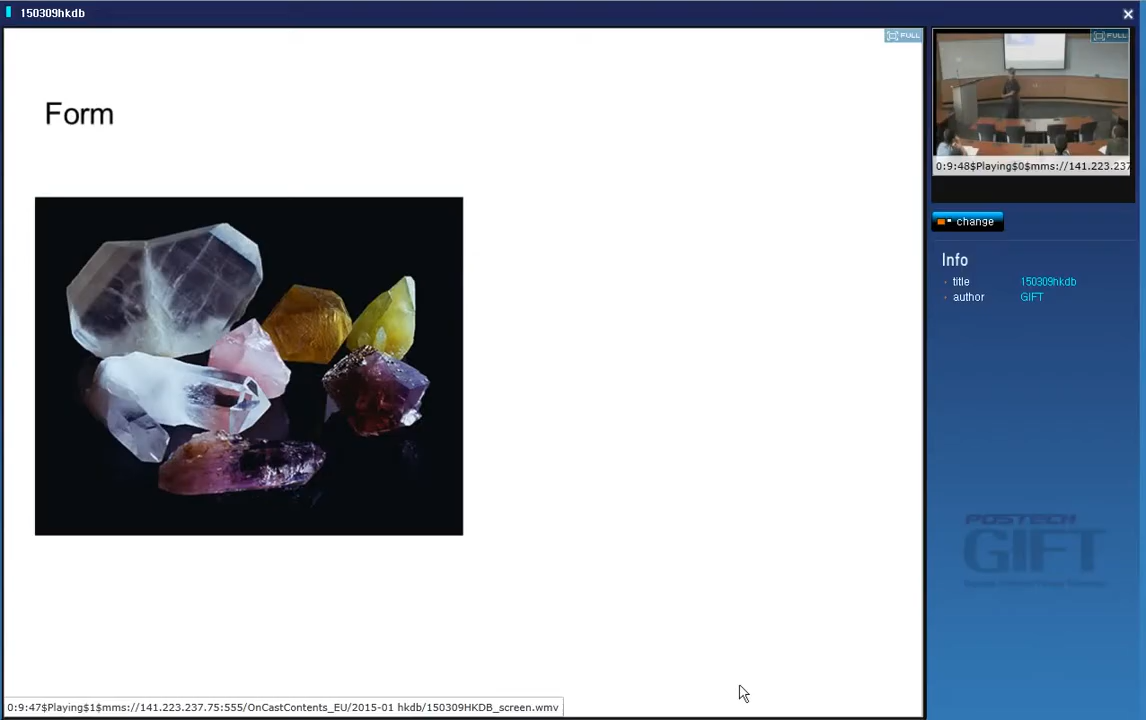 150309hkdb
FULL
FULL
Form
0:9:48$Playing$0$mms://141.223.237
change
Info
title 150309hkdb
author GIFT
POSTECH
GIFT
0:9:47$Playing$1$mms://141.223.237.75:555/OnCastContents_EU/2015-01 hkdb/150309HKDB_screen.wmv